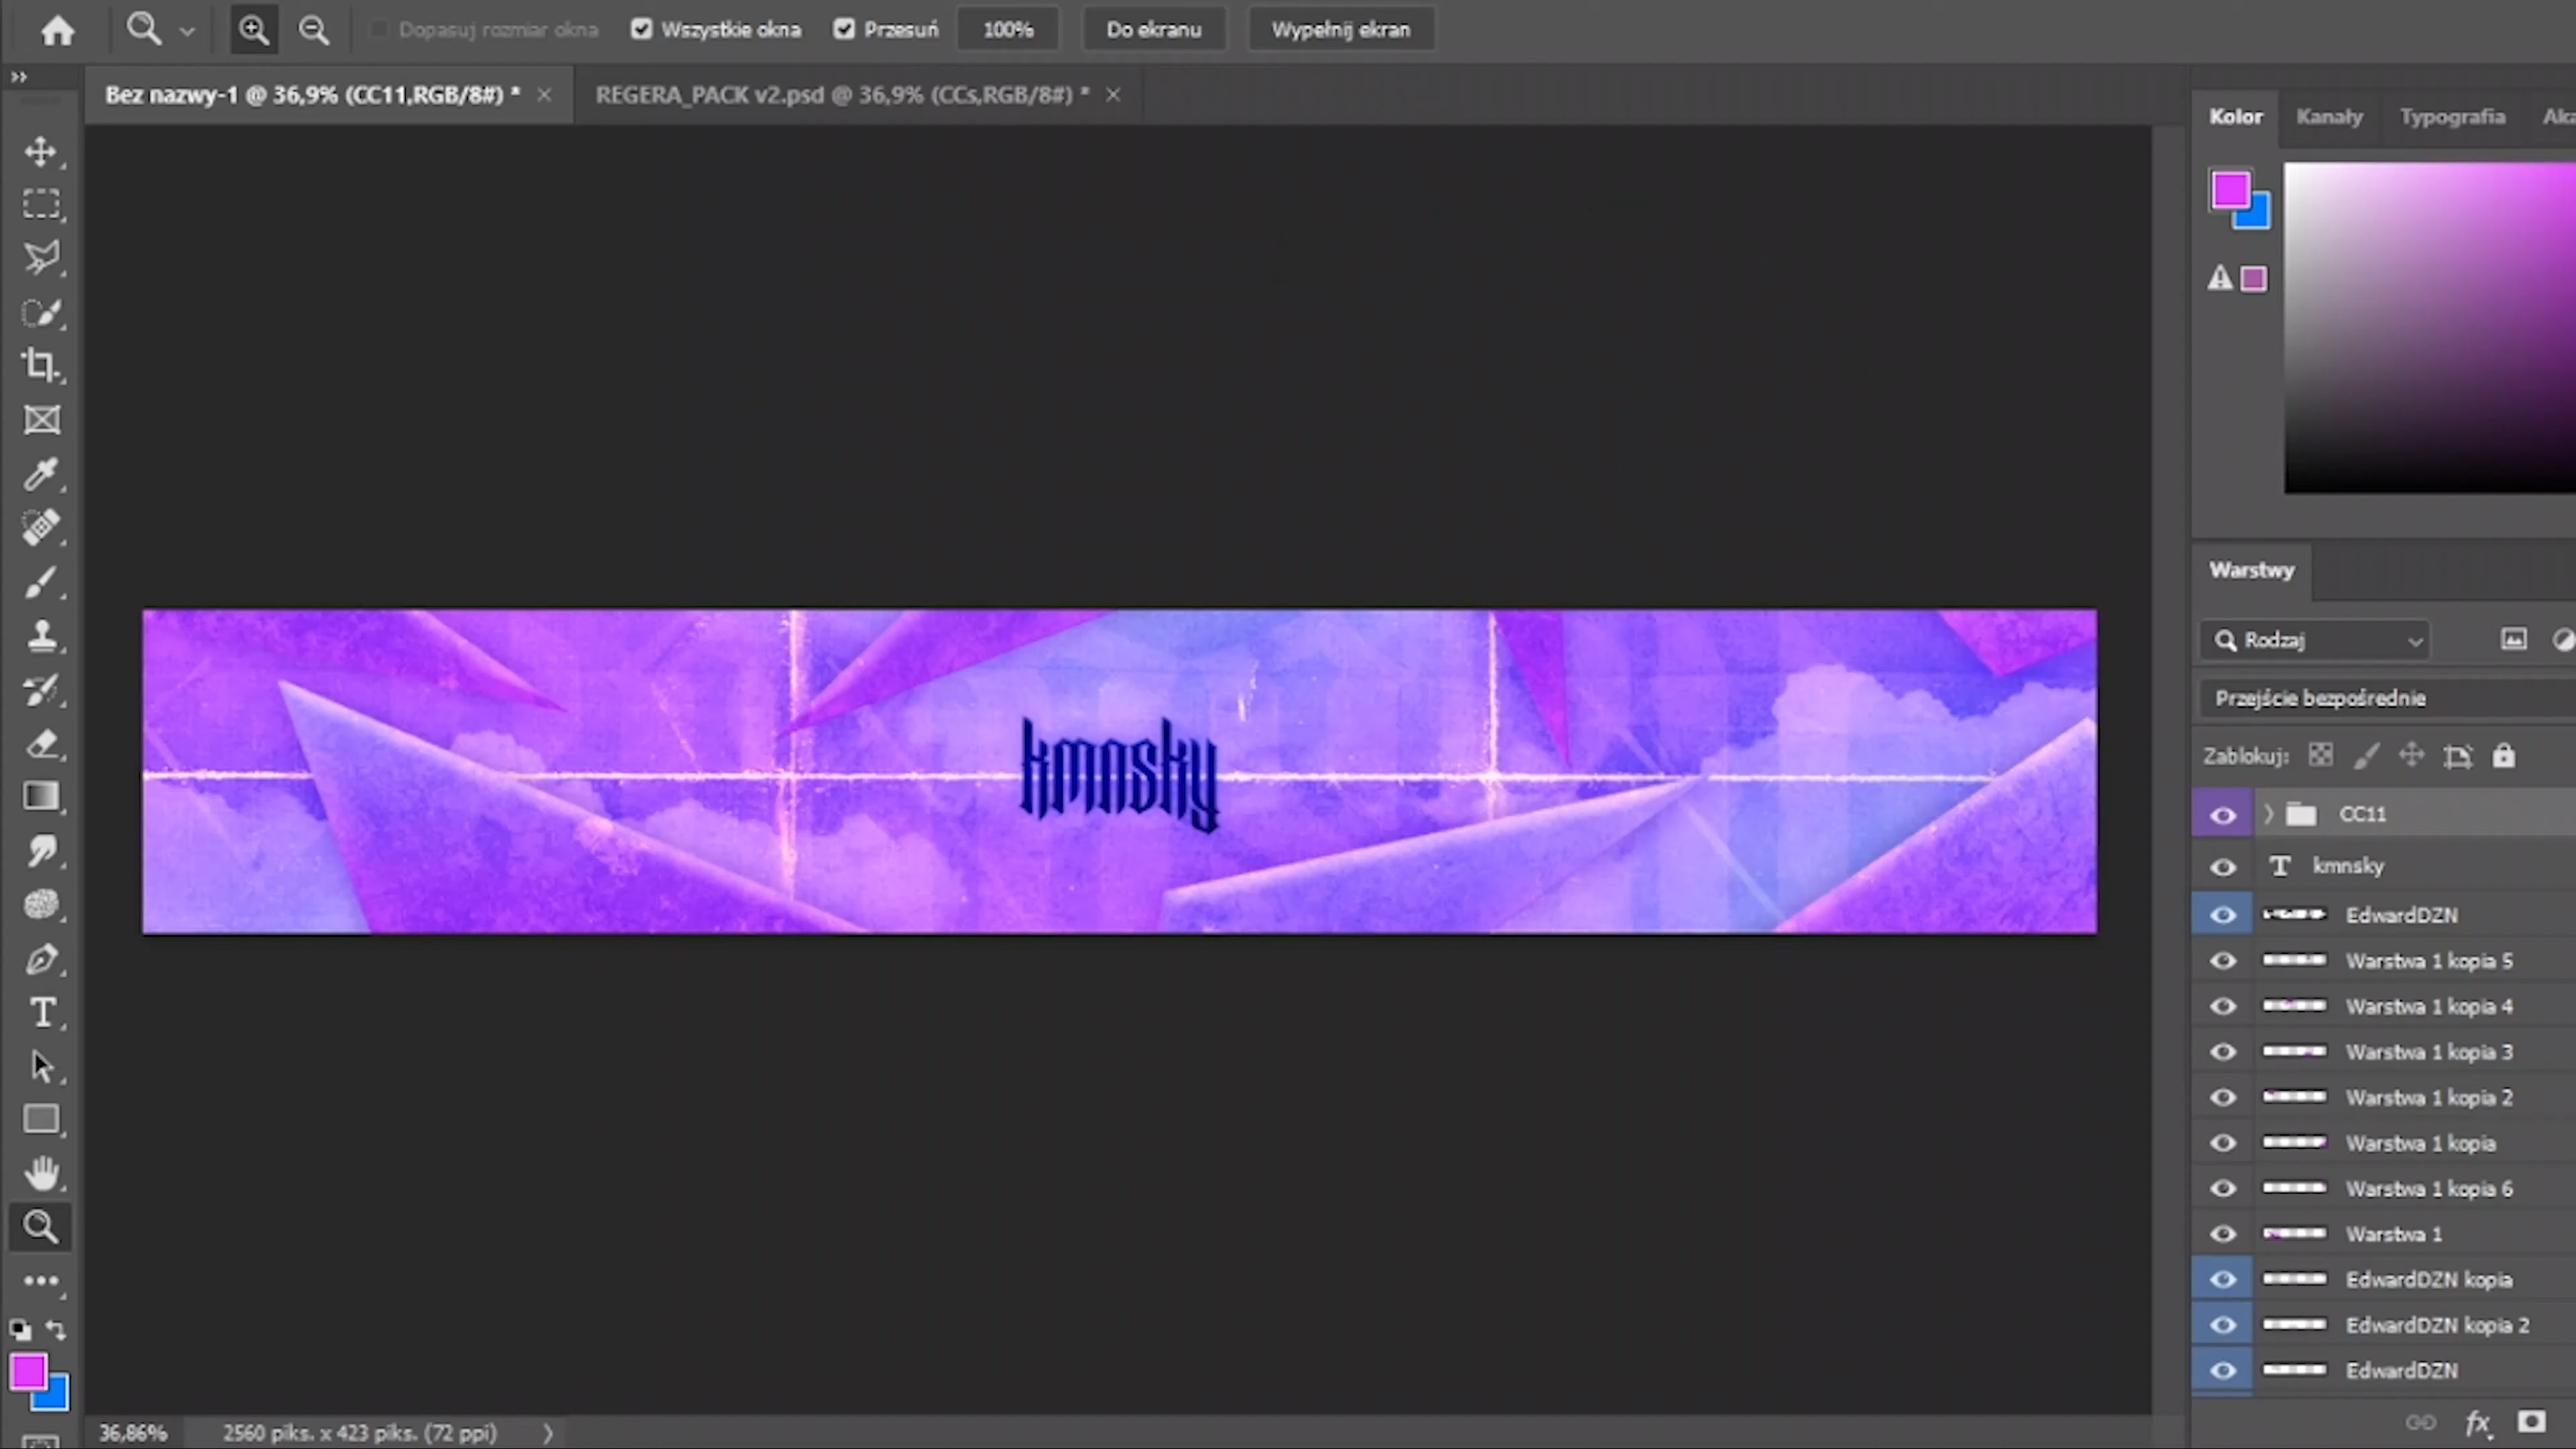 Dopasuj rozmiar okna Wszystkie okna Przesuń 100% Do ekranu Wypełnij ekran
Bez nazwy-1 @ 36,9% (CC11,RGB/8#) * REGERA_PACK v2.psd @ 36,9% (CCs,RGB/8#) *
Kolor Kanały Typografia
kmnsky
Warstwy
Rodzaj
Przejście bezpośrednie
Zablokuj:
CC11
kmnsky
EdwardDZN
Warstwa 1 kopia 5
Warstwa 1 kopia 4
Warstwa 1 kopia 3
Warstwa 1 kopia 2
Warstwa 1 kopia
Warstwa 1 kopia 6
Warstwa 1
EdwardDZN kopia
EdwardDZN kopia 2
EdwardDZN
fx
36,86% 2560 piks. x 423 piks. (72 ppi)